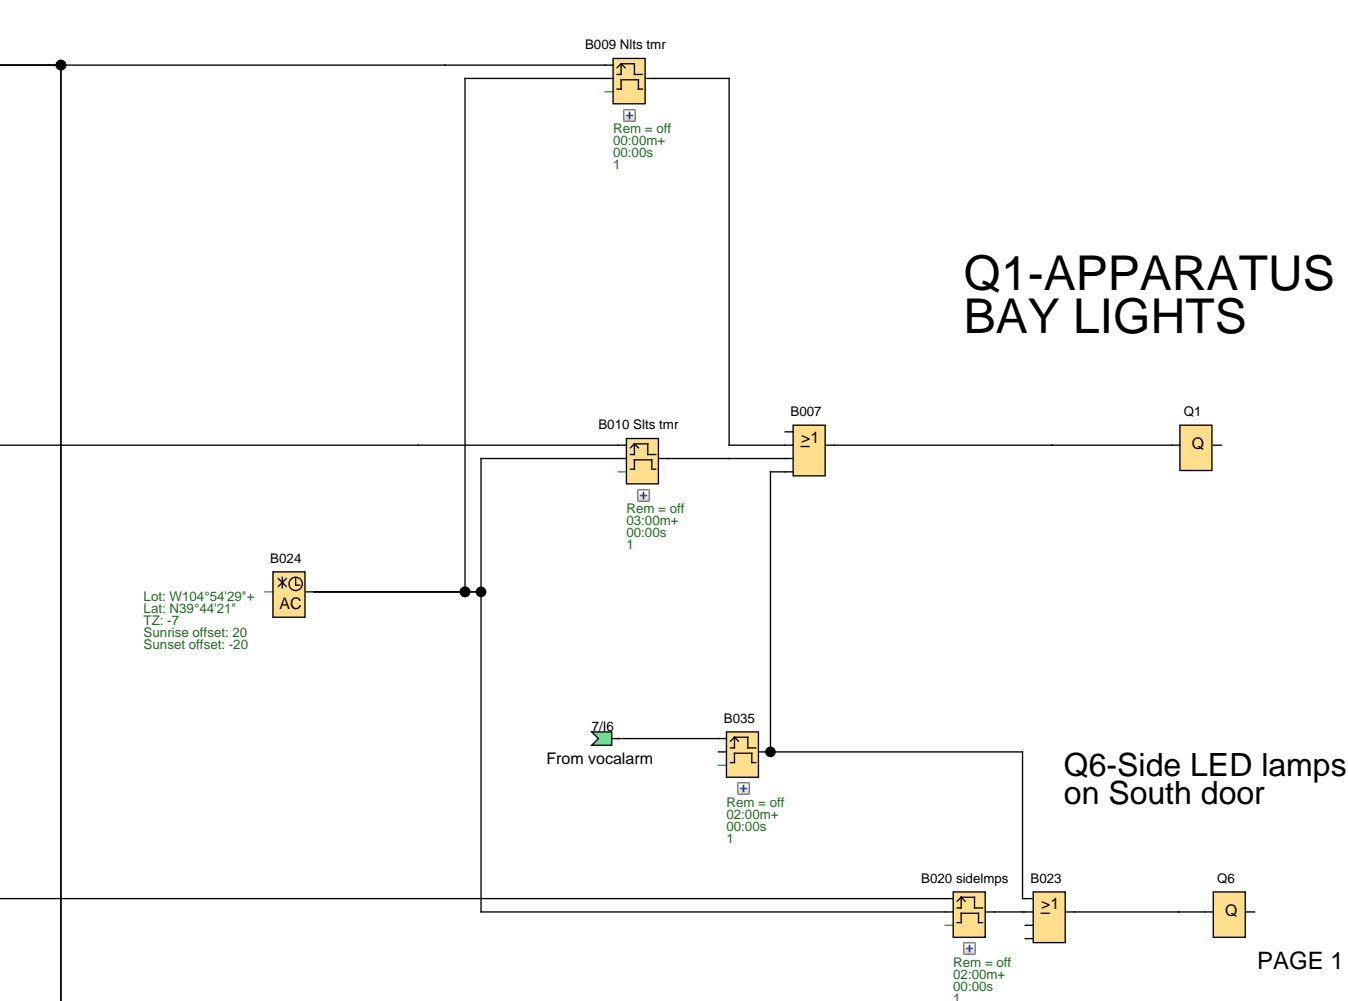 B009 Nlts tmr
Rem = off
00:00m+
00:00s
1
Q1-APPARATUS
BAY LIGHTS
B007
≥1
Q1
Q
B010 Slts tmr
Rem = off
03:00m+
00:00s
1
B024
AC
Lot: W104°54'29"+
Lat: N39°44'21"
TZ: -7
Sunrise offset: 20
Sunset offset: -20
7/I6
From vocalarm
B035
Rem = off
02:00m+
00:00s
1
Q6-Side LED lamps
on South door
B020 sidelmps
Rem = off
02:00m+
00:00s
1
B023
≥1
Q6
Q
PAGE 1